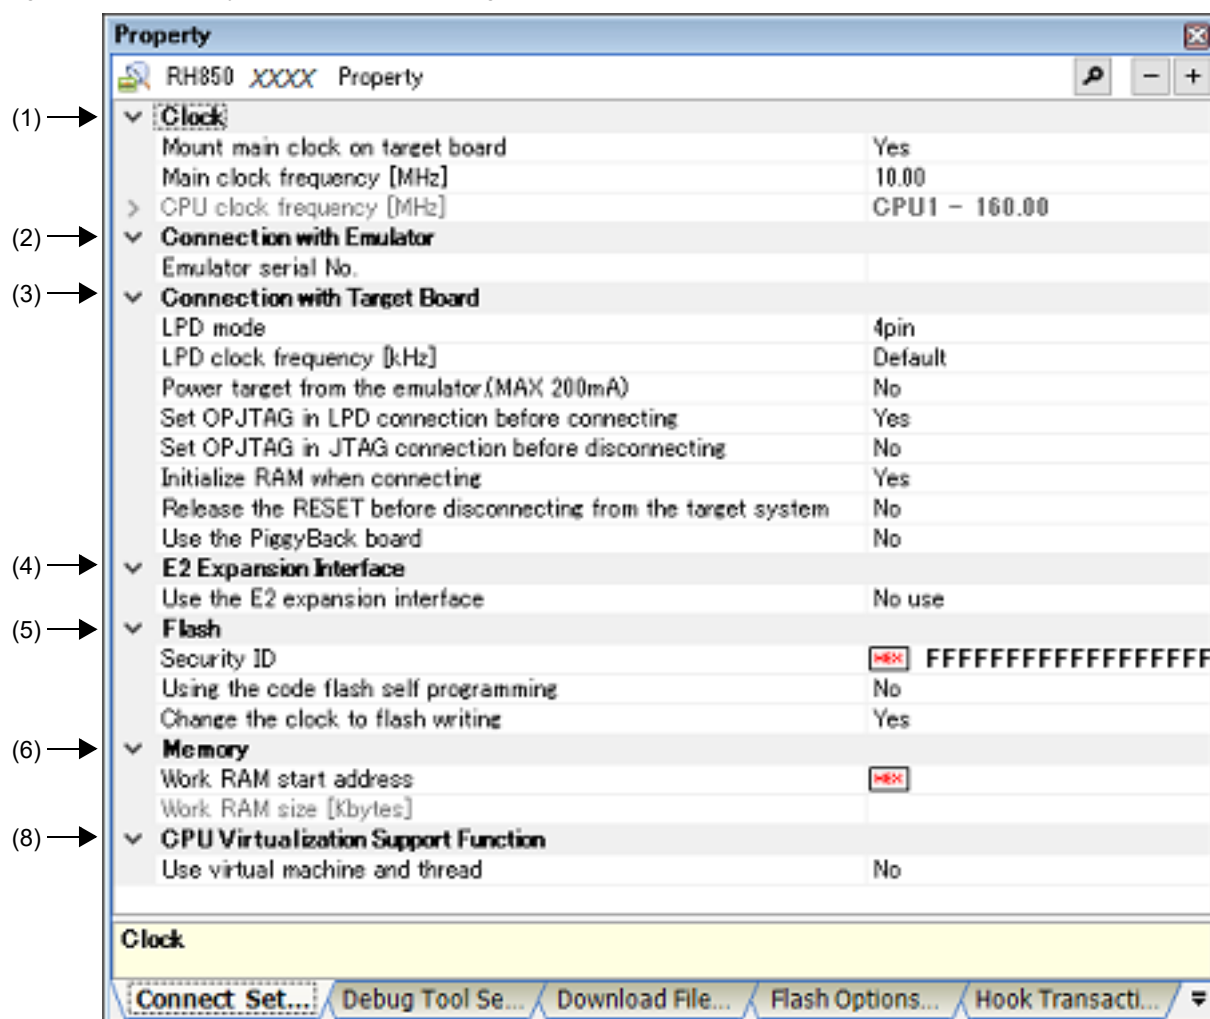 Property
RH850 XXXX Property
(1) Clock
Mount main clock on target board Yes
Main clock frequency [MHz] 10.00
CPU clock frequency [MHz] CPU1 - 160.00
(2) Connection with Emulator
Emulator serial No.
(3) Connection with Target Board
LPD mode 4pin
LPD clock frequency [kHz] Default
Power target from the emulator.(MAX 200mA) No
Set OPJTAG in LPD connection before connecting Yes
Set OPJTAG in JTAG connection before disconnecting No
Initialize RAM when connecting Yes
Release the RESET before disconnecting from the target system No
Use the PiggyBack board No
(4) E2 Expansion Interface
Use the E2 expansion interface No use
(5) Flash
Security ID HEX FFFFFFFFFFFFFFFFFF
Using the code flash self programming No
Change the clock to flash writing Yes
(6) Memory
Work RAM start address HEX
Work RAM size [Kbytes]
(8) CPU Virtualization Support Function
Use virtual machine and thread No
Clock
Connect Set... Debug Tool Se... Download File... Flash Options... Hook Transacti...